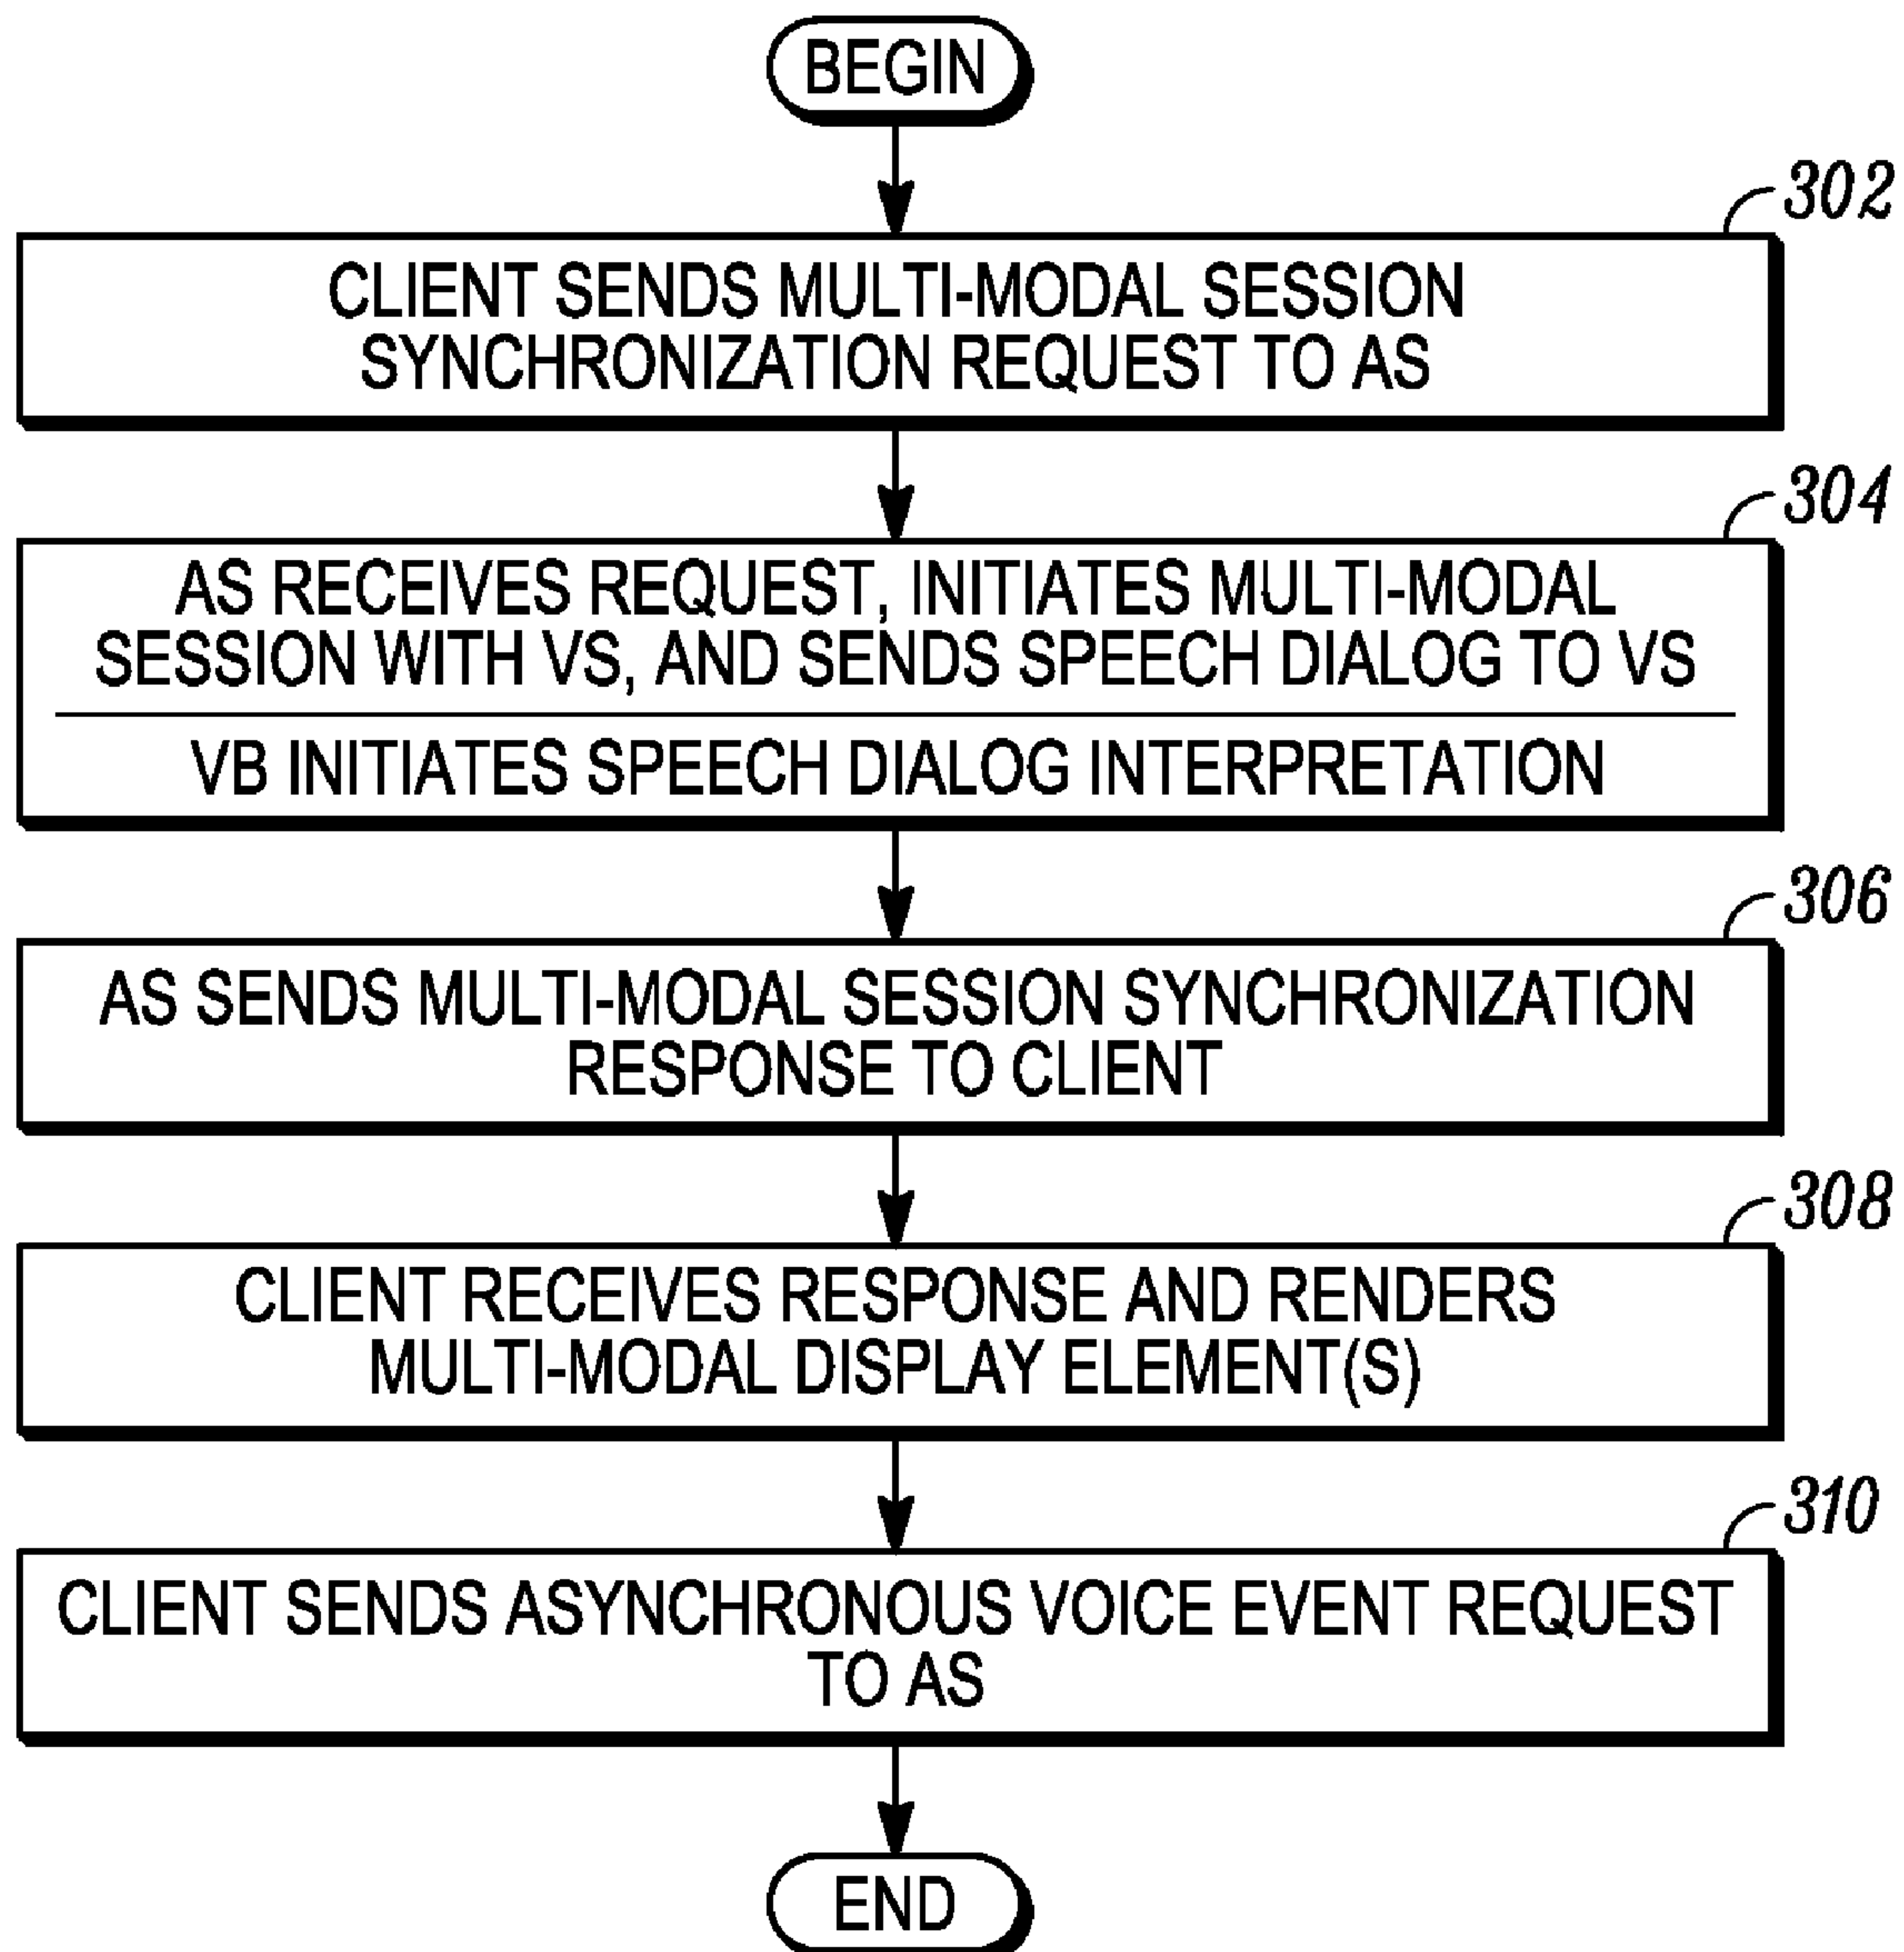 BEGIN
302
CLIENT SENDS MULTI-MODAL SESSION
SYNCHRONIZATION REQUEST TO AS
304
AS RECEIVES REQUEST, INITIATES MULTI-MODAL
SESSION WITH VS, AND SENDS SPEECH DIALOG TO VS
VB INITIATES SPEECH DIALOG INTERPRETATION
306
AS SENDS MULTI-MODAL SESSION SYNCHRONIZATION
RESPONSE TO CLIENT
308
CLIENT RECEIVES RESPONSE AND RENDERS
MULTI-MODAL DISPLAY ELEMENT(S)
310
CLIENT SENDS ASYNCHRONOUS VOICE EVENT REQUEST
TO AS
END